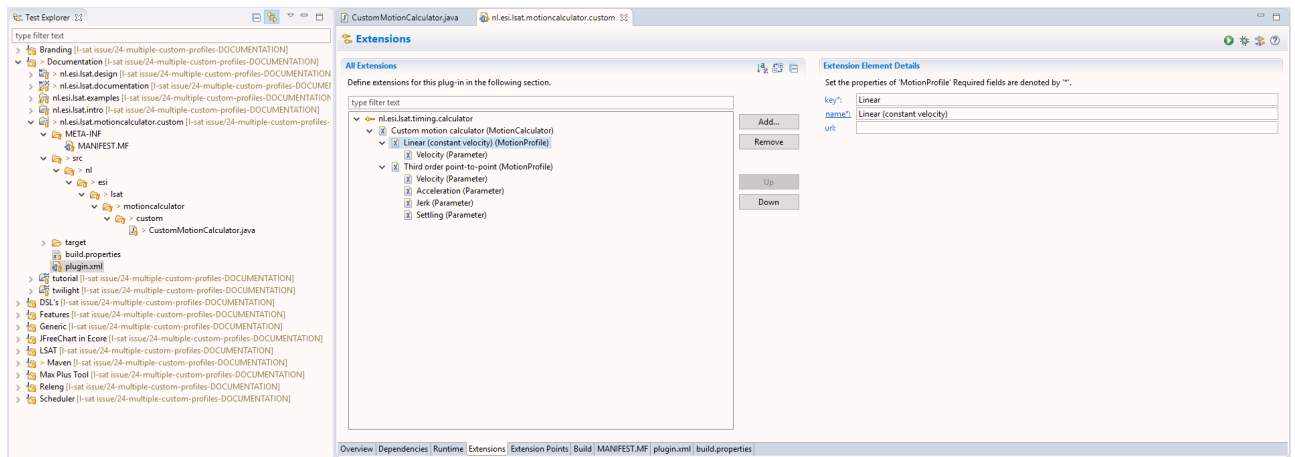 Test Explorer
type filter text
Branding [l-sat issue/24-multiple-custom-profiles-DOCUMENTATION]
> Documentation [l-sat issue/24-multiple-custom-profiles-DOCUMENTATION]
> nl.esi.lsat.design [l-sat issue/24-multiple-custom-profiles-DOCUMENTATION
> nl.esi.lsat.documentation [l-sat issue/24-multiple-custom-profiles-DOCUMEN
nl.esi.lsat.examples [l-sat issue/24-multiple-custom-profiles-DOCUMENTATION
nl.esi.lsat.intro [l-sat issue/24-multiple-custom-profiles-DOCUMENTATION]
> nl.esi.lsat.motioncalculator.custom [l-sat issue/24-multiple-custom-profiles-
META-INF
MANIFEST.MF
> src
> nl
> esi
> lsat
> motioncalculator
> custom
> CustomMotionCalculator.java
target
build.properties
plugin.xml
tutorial [l-sat issue/24-multiple-custom-profiles-DOCUMENTATION]
twilight [l-sat issue/24-multiple-custom-profiles-DOCUMENTATION]
DSL's [l-sat issue/24-multiple-custom-profiles-DOCUMENTATION]
Features [l-sat issue/24-multiple-custom-profiles-DOCUMENTATION]
Generic [l-sat issue/24-multiple-custom-profiles-DOCUMENTATION]
JFreeChart in Ecore [l-sat issue/24-multiple-custom-profiles-DOCUMENTATION]
LSAT [l-sat issue/24-multiple-custom-profiles-DOCUMENTATION]
> Maven [l-sat issue/24-multiple-custom-profiles-DOCUMENTATION]
Max Plus Tool [l-sat issue/24-multiple-custom-profiles-DOCUMENTATION]
Releng [l-sat issue/24-multiple-custom-profiles-DOCUMENTATION]
Scheduler [l-sat issue/24-multiple-custom-profiles-DOCUMENTATION]
CustomMotionCalculator.java
nl.esi.lsat.motioncalculator.custom
Extensions
All Extensions
Define extensions for this plug-in in the following section.
type filter text
nl.esi.lsat.timing.calculator
Custom motion calculator (MotionCalculator)
Linear (constant velocity) (MotionProfile)
Velocity (Parameter)
Third order point-to-point (MotionProfile)
Velocity (Parameter)
Acceleration (Parameter)
Jerk (Parameter)
Settling (Parameter)
Add...
Remove
Up
Down
Extension Element Details
Set the properties of 'MotionProfile' Required fields are denoted by '*'.
key*: Linear
name*: Linear (constant velocity)
url:
Overview Dependencies Runtime Extensions Extension Points Build MANIFEST.MF plugin.xml build.properties